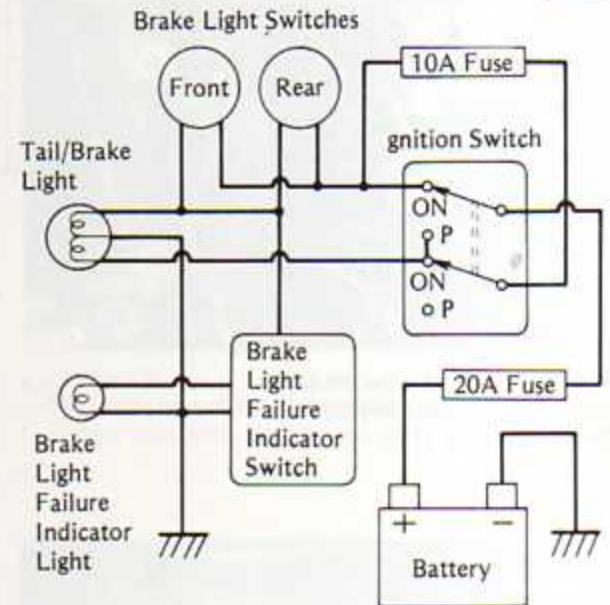 Brake Light Switches
Front
Rear
10A Fuse
gnition Switch
Tail/Brake
Light
ON
P
ON
P
Brake
Light
Failure
Indicator
Switch
20A Fuse
Brake
Light
Failure
Indicator
Light
+
−
Battery